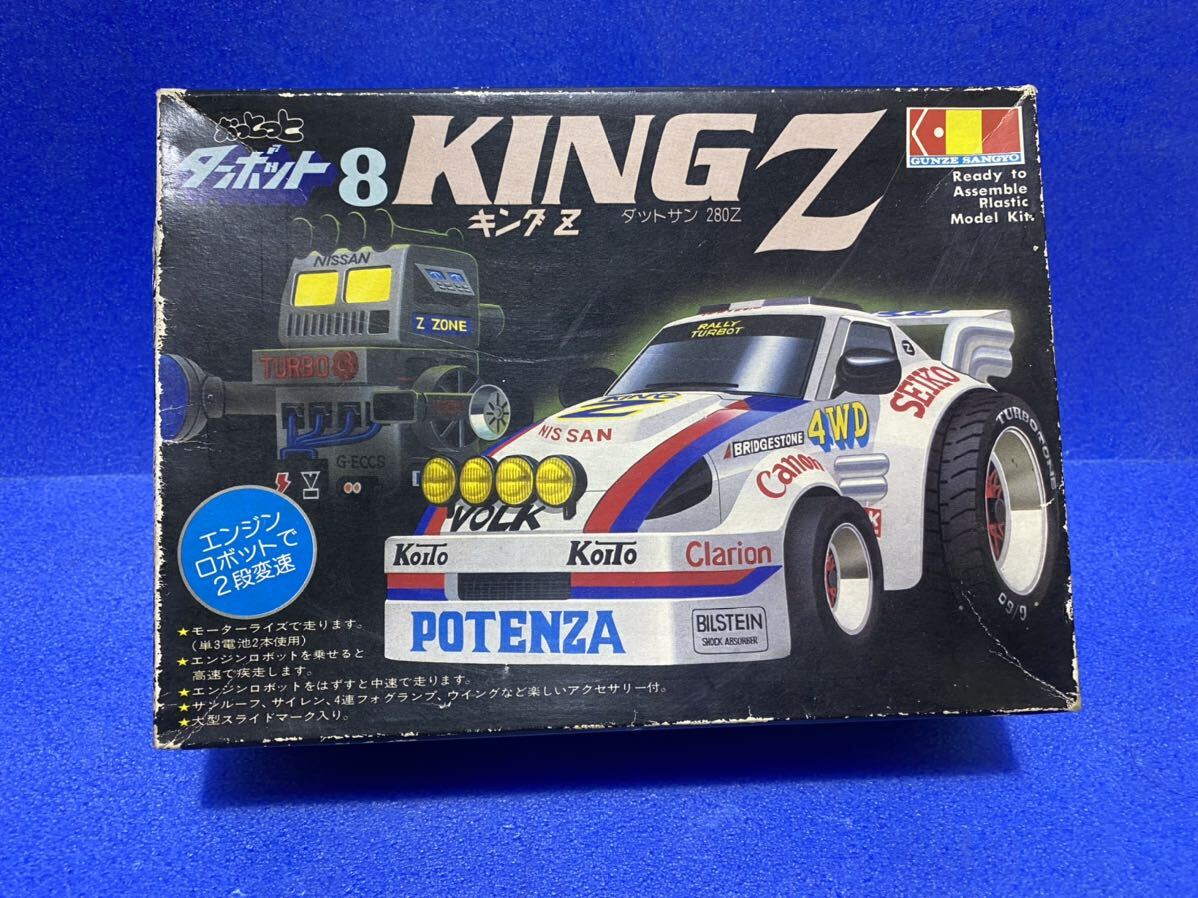 ぶっとっと
ターボット 8 KING Z
キング Z
ダットサン 280Z
GUNZE SANGYO
Ready to
Assemble
Plastic
Model Kit.
NISSAN
Z ZONE
TURBO
G-ECCS
RALLY
TURBOT
KING
Z
NISSAN
VOLK
KOITO
KOITO
Clarion
POTENZA
BILSTEIN
SHOCK ABSORBER
BRIDGESTONE
4WD
Canon
SEIKO
Z
TURBOTONE
G/60
エンジン
ロボットで
2段変速
★モーターライズで走ります。
(単3電池2本使用)
★エンジンロボットを乗せると
高速で疾走します。
★エンジンロボットをはずすと中速で走ります。
★サンルーフ、サイレン、4連フォグランプ、ウイングなど楽しいアクセサリー付。
★大型スライドマーク入り。